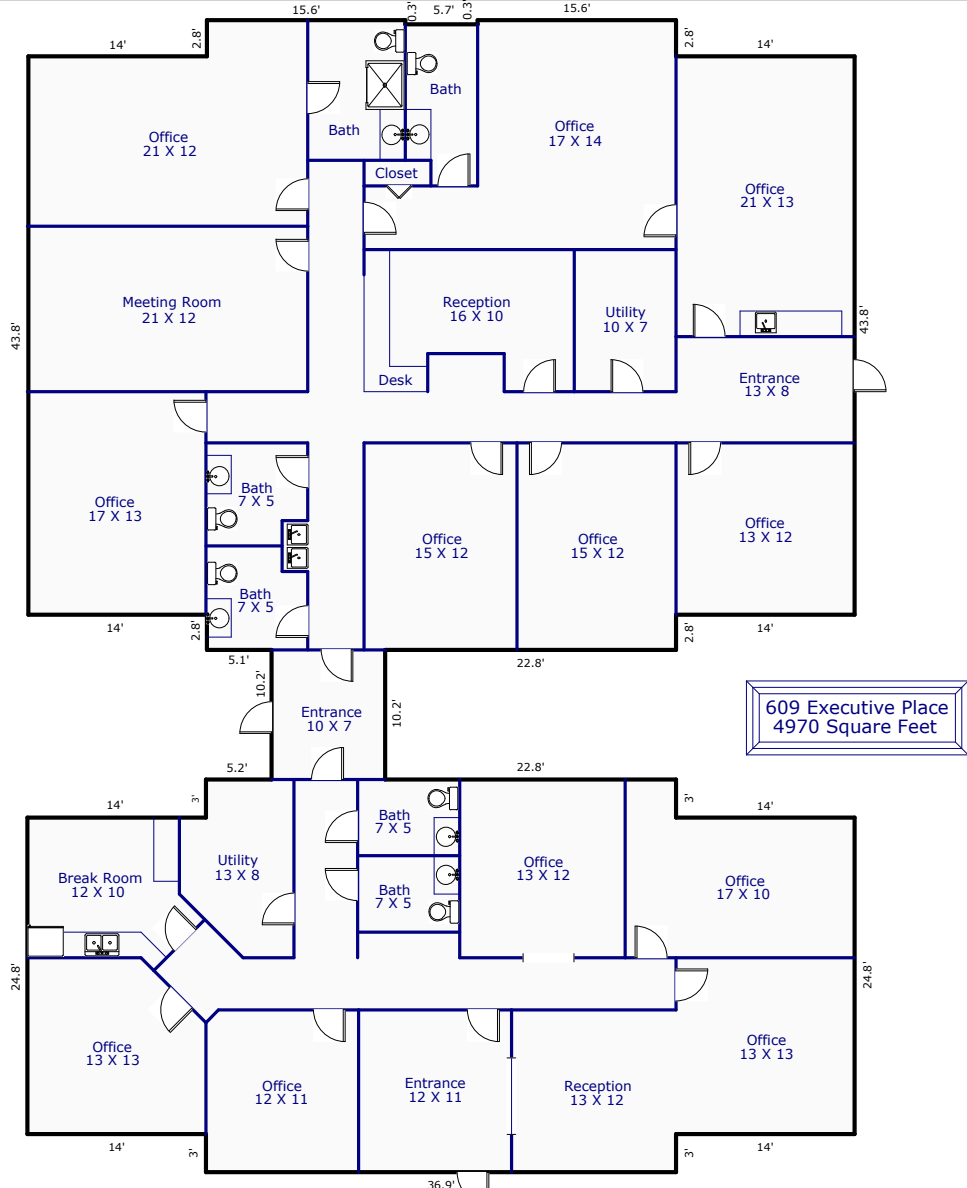 15.6'
0.3'
5.7'
0.3'
15.6'
14'
2.8'
2.8'
14'
Office
21 X 12
Bath
Bath
Closet
Office
17 X 14
Office
21 X 13
Meeting Room
21 X 12
Reception
16 X 10
Utility
10 X 7
Desk
43.8'
43.8'
Entrance
13 X 8
Office
17 X 13
Bath
7 X 5
Bath
7 X 5
Office
15 X 12
Office
15 X 12
Office
13 X 12
14'
2.8'
2.8'
14'
5.1'
22.8'
10.2'
10.2'
Entrance
10 X 7
609 Executive Place
4970 Square Feet
5.2'
22.8'
14'
3'
3'
14'
Break Room
12 X 10
Utility
13 X 8
Bath
7 X 5
Bath
7 X 5
Office
13 X 12
Office
17 X 10
24.8'
24.8'
Office
13 X 13
Office
12 X 11
Entrance
12 X 11
Reception
13 X 12
Office
13 X 13
14'
3'
3'
14'
36.9'